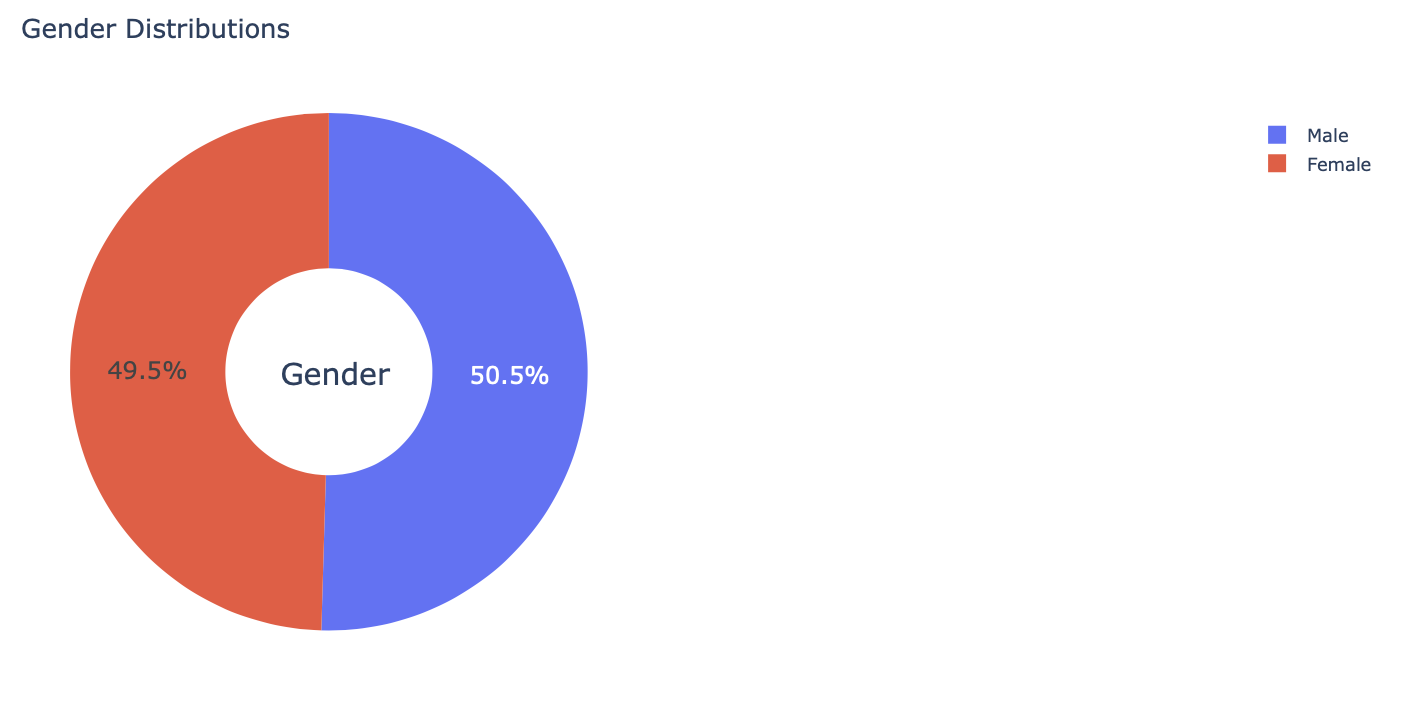 Gender Distributions
Male
Female
49.5%
Gender
50.5%